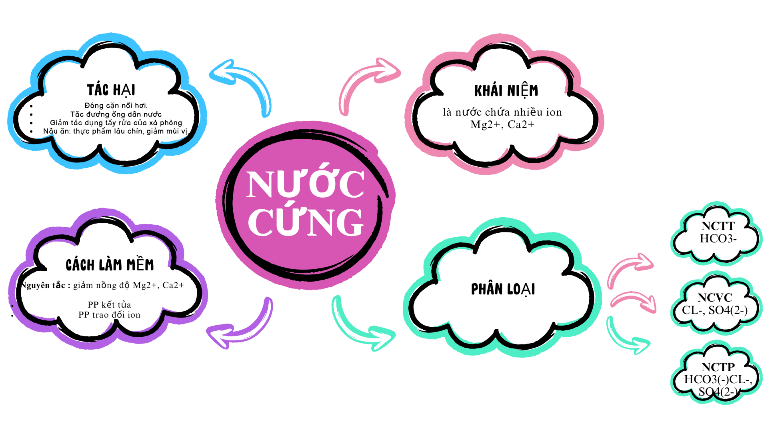 TÁC HẠI
Đóng cặn nồi hơi.
Tắc đường ống dẫn nước
Giảm tác dụng tẩy rửa của xà phòng
Nấu ăn: thực phẩm lâu chín, giảm mùi vị
KHÁI NIỆM
là nước chứa nhiều ion
Mg2+, Ca2+
NƯỚC
CỨNG
CÁCH LÀM MỀM
Nguyên tắc : giảm nồng độ Mg2+, Ca2+
PP kết tủa
PP trao đổi ion
PHÂN LOẠI
NCTT
HCO3-
NCVC
CL-, SO4(2-)
NCTP
HCO3(-)CL-,
SO4(2-)